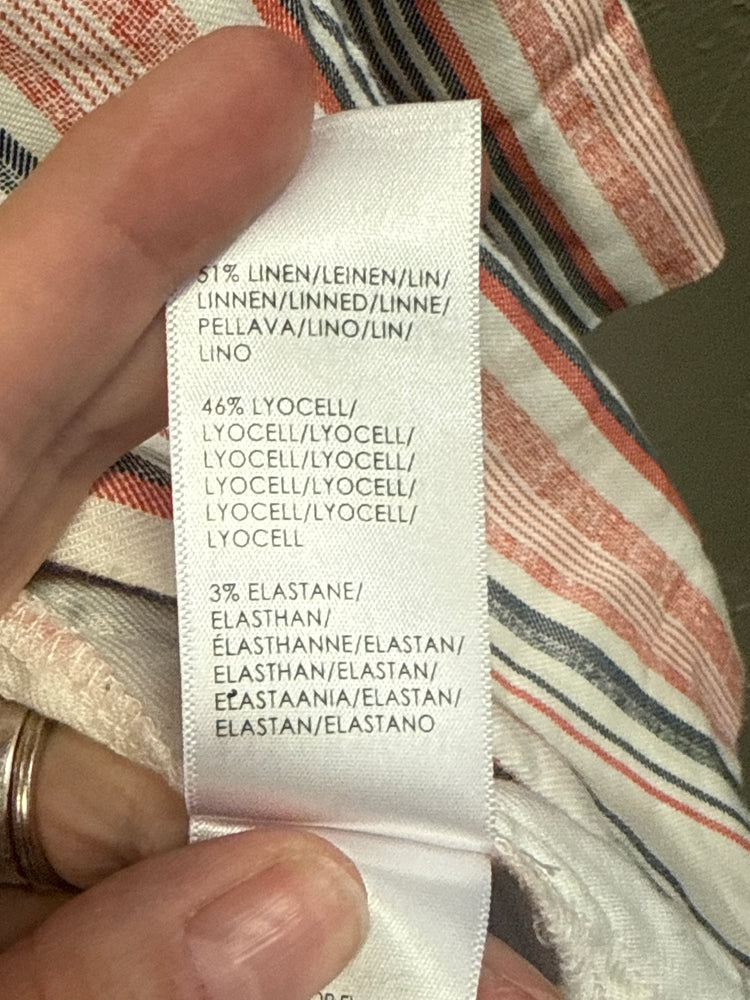 51% LINEN/LEINEN/LIN/
LINNEN/LINNED/LINNE/
PELLAVA/LINO/LIN/
LINO
46% LYOCELL/
LYOCELL/LYOCELL/
LYOCELL/LYOCELL/
LYOCELL/LYOCELL/
LYOCELL/LYOCELL/
LYOCELL
3% ELASTANE/
ELASTHAN/
ÉLASTHANNE/ELASTAN/
ELASTHAN/ELASTAN/
ELASTAANIA/ELASTAN/
ELASTAN/ELASTANO